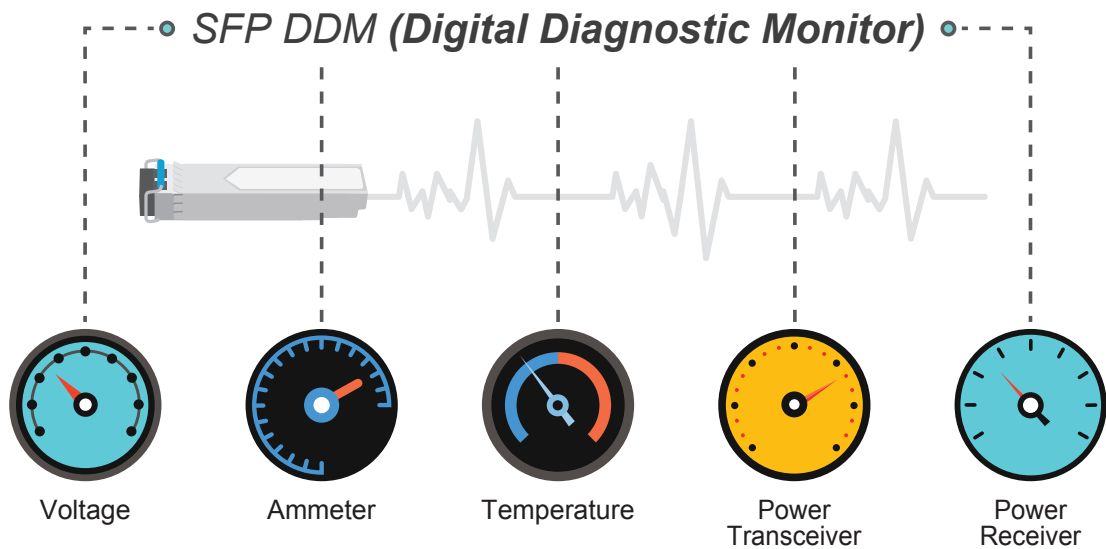 SFP DDM (Digital Diagnostic Monitor)
Voltage
Ammeter
Temperature
Power
Transceiver
Power
Receiver